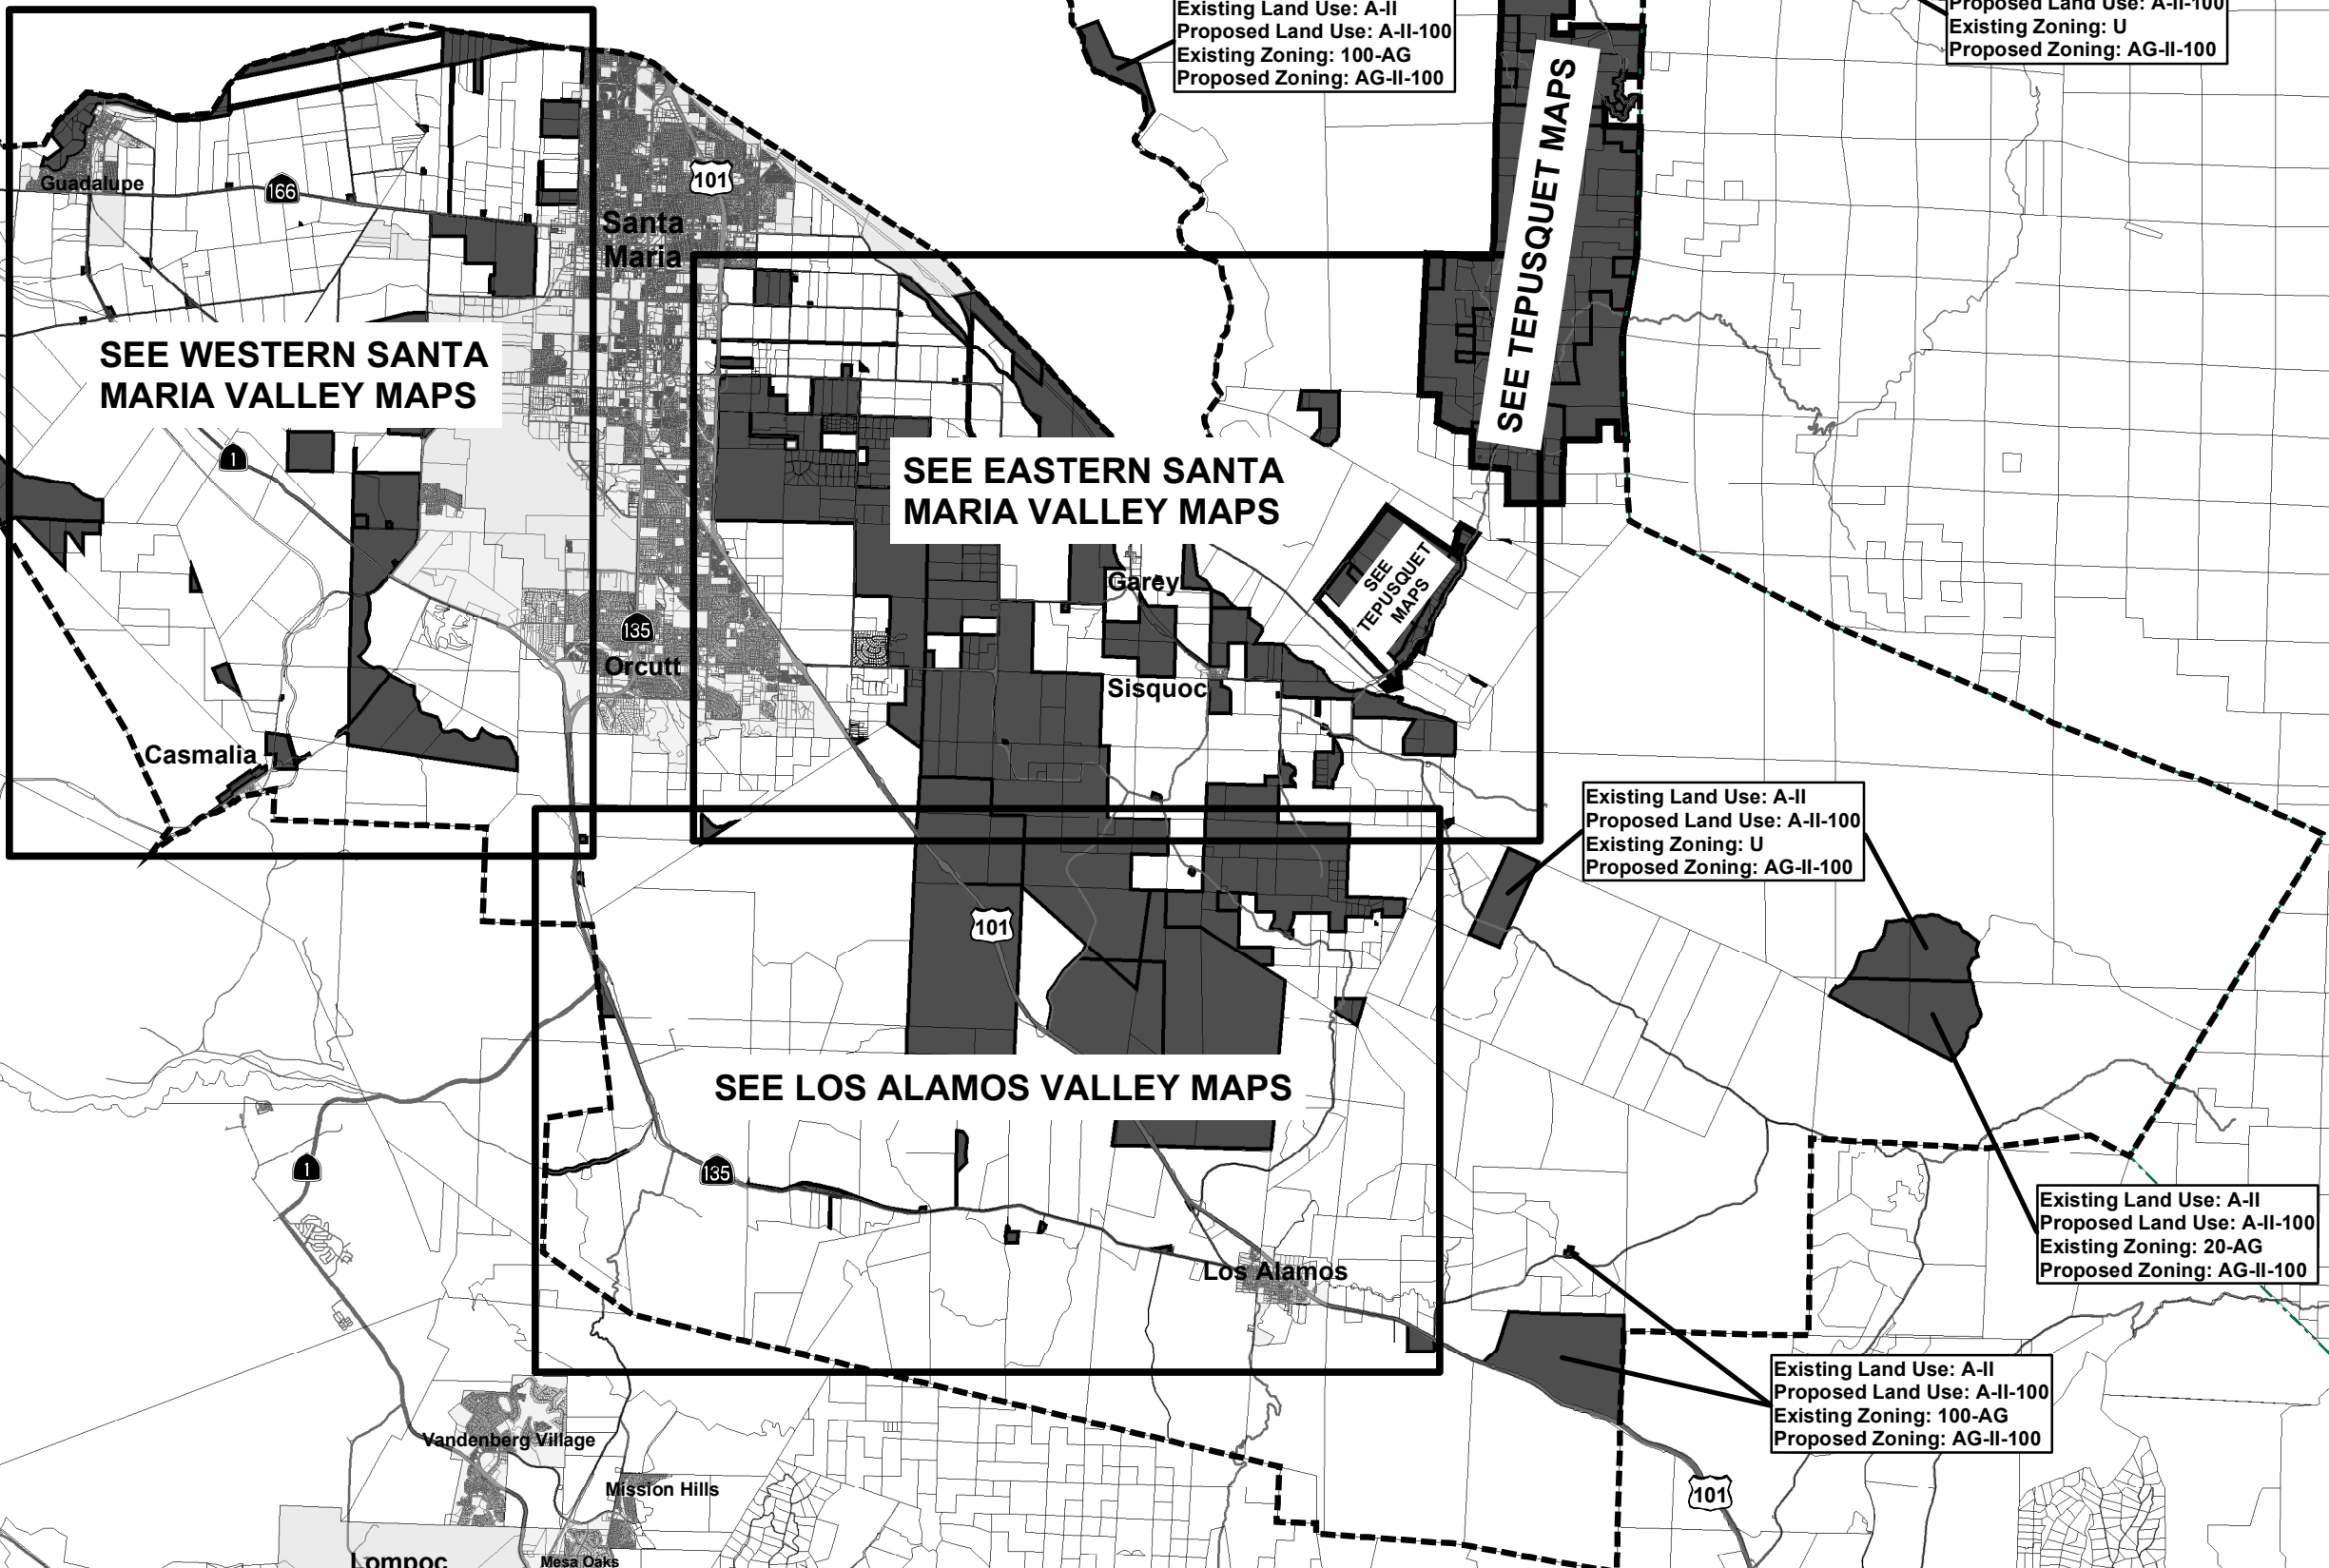 Existing Land Use: A-II
Proposed Land Use: A-II-100
Existing Zoning: 100-AG
Proposed Zoning: AG-II-100
Proposed Land Use: A-II-100
Existing Zoning: U
Proposed Zoning: AG-II-100
SEE TEPUSQUET MAPS
Guadalupe
166
101
Santa
Maria
SEE WESTERN SANTA
MARIA VALLEY MAPS
1
SEE EASTERN SANTA
MARIA VALLEY MAPS
Garey
SEE
TEPUSQUET
MAPS
135
Orcutt
Sisquoc
Casmalia
Existing Land Use: A-II
Proposed Land Use: A-II-100
Existing Zoning: U
Proposed Zoning: AG-II-100
101
SEE LOS ALAMOS VALLEY MAPS
1
135
Existing Land Use: A-II
Proposed Land Use: A-II-100
Existing Zoning: 20-AG
Proposed Zoning: AG-II-100
Los Alamos
Existing Land Use: A-II
Proposed Land Use: A-II-100
Existing Zoning: 100-AG
Proposed Zoning: AG-II-100
Vandenberg Village
Mission Hills
101
Lompoc
Mesa Oaks